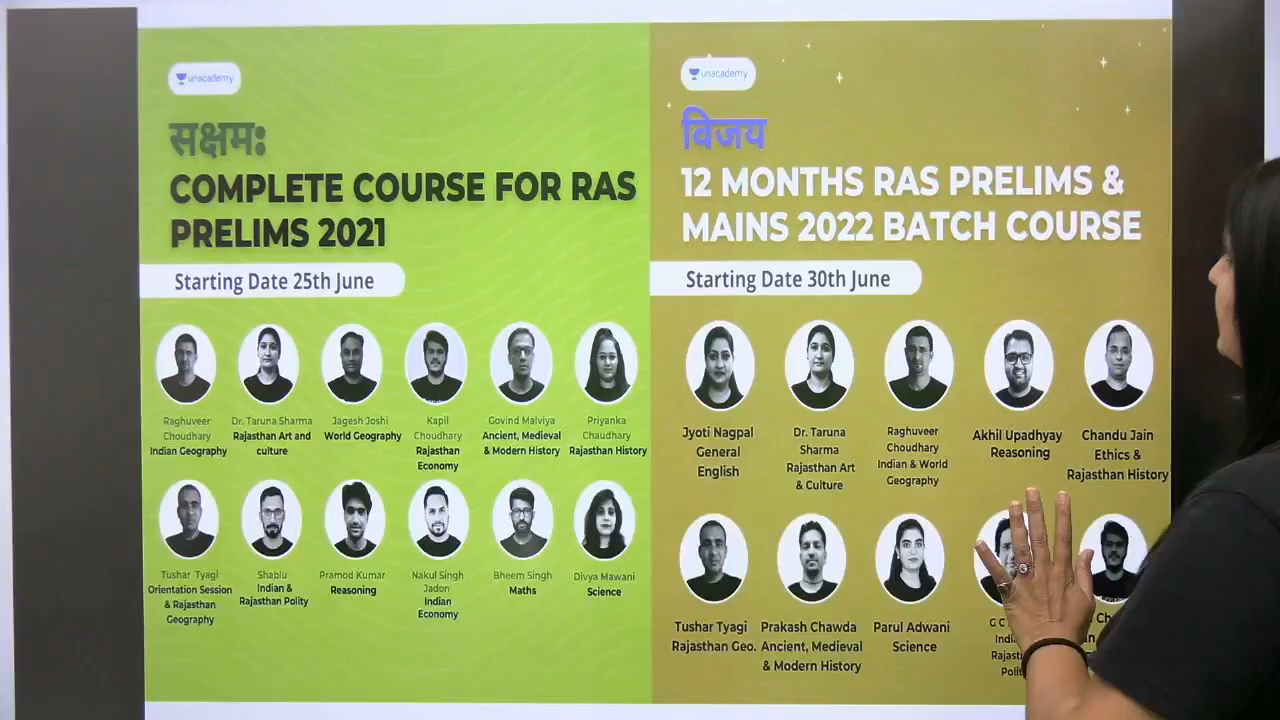 unacademy
सक्षमः
COMPLETE COURSE FOR RAS
PRELIMS 2021
Starting Date 25th June
Raghuveer
Choudhary
Indian Geography
Dr. Taruna Sharma
Rajasthan Art and
culture
Jagesh Joshi
World Geography
Kapil
Choudhary
Rajasthan
Economy
Govind Malviya
Ancient, Medieval
& Modern History
Priyanka
Chaudhary
Rajasthan History
Tushar Tyagi
Orientation Session
& Rajasthan
Geography
Shablu
Indian &
Rajasthan Polity
Pramod Kumar
Reasoning
Nakul Singh
Jadon
Indian
Economy
Bheem Singh
Maths
Divya Mawani
Science
unacademy
विजय
12 MONTHS RAS PRELIMS &
MAINS 2022 BATCH COURSE
Starting Date 30th June
Jyoti Nagpal
General
English
Dr. Taruna
Sharma
Rajasthan Art
& Culture
Raghuveer
Choudhary
Indian & World
Geography
Akhil Upadhyay
Reasoning
Chandu Jain
Ethics &
Rajasthan History
Tushar Tyagi
Rajasthan Geo.
Prakash Chawda
Ancient, Medieval
& Modern History
Parul Adwani
Science
G C